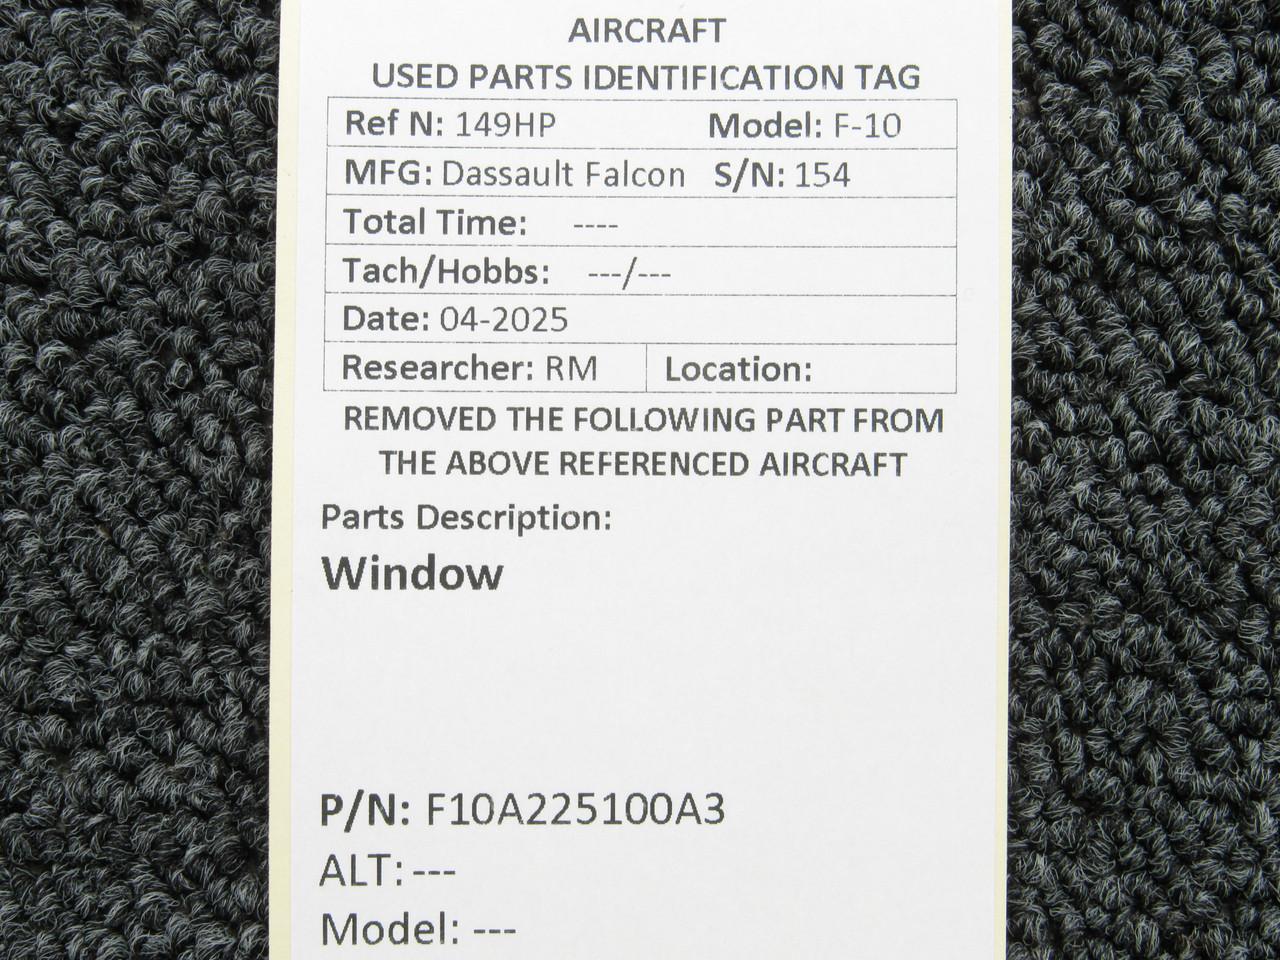 AIRCRAFT
USED PARTS IDENTIFICATION TAG
Ref N: 149HP Model: F-10
MFG: Dassault Falcon S/N: 154
Total Time: ----
Tach/Hobbs: ---/---
Date: 04-2025
Researcher: RM Location:
REMOVED THE FOLLOWING PART FROM
THE ABOVE REFERENCED AIRCRAFT
Parts Description:
Window
P/N: F10A225100A3
ALT: ---
Model: ---